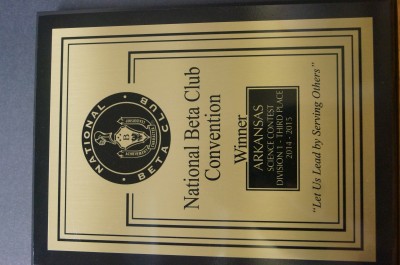 NATIONAL
BETA CLUB
B
National Beta Club
Convention
Winner
ARKANSAS
SCIENCE CONTEST
DIVISION 1 - THIRD PLACE
2014 - 2015
"Let Us Lead by Serving Others"